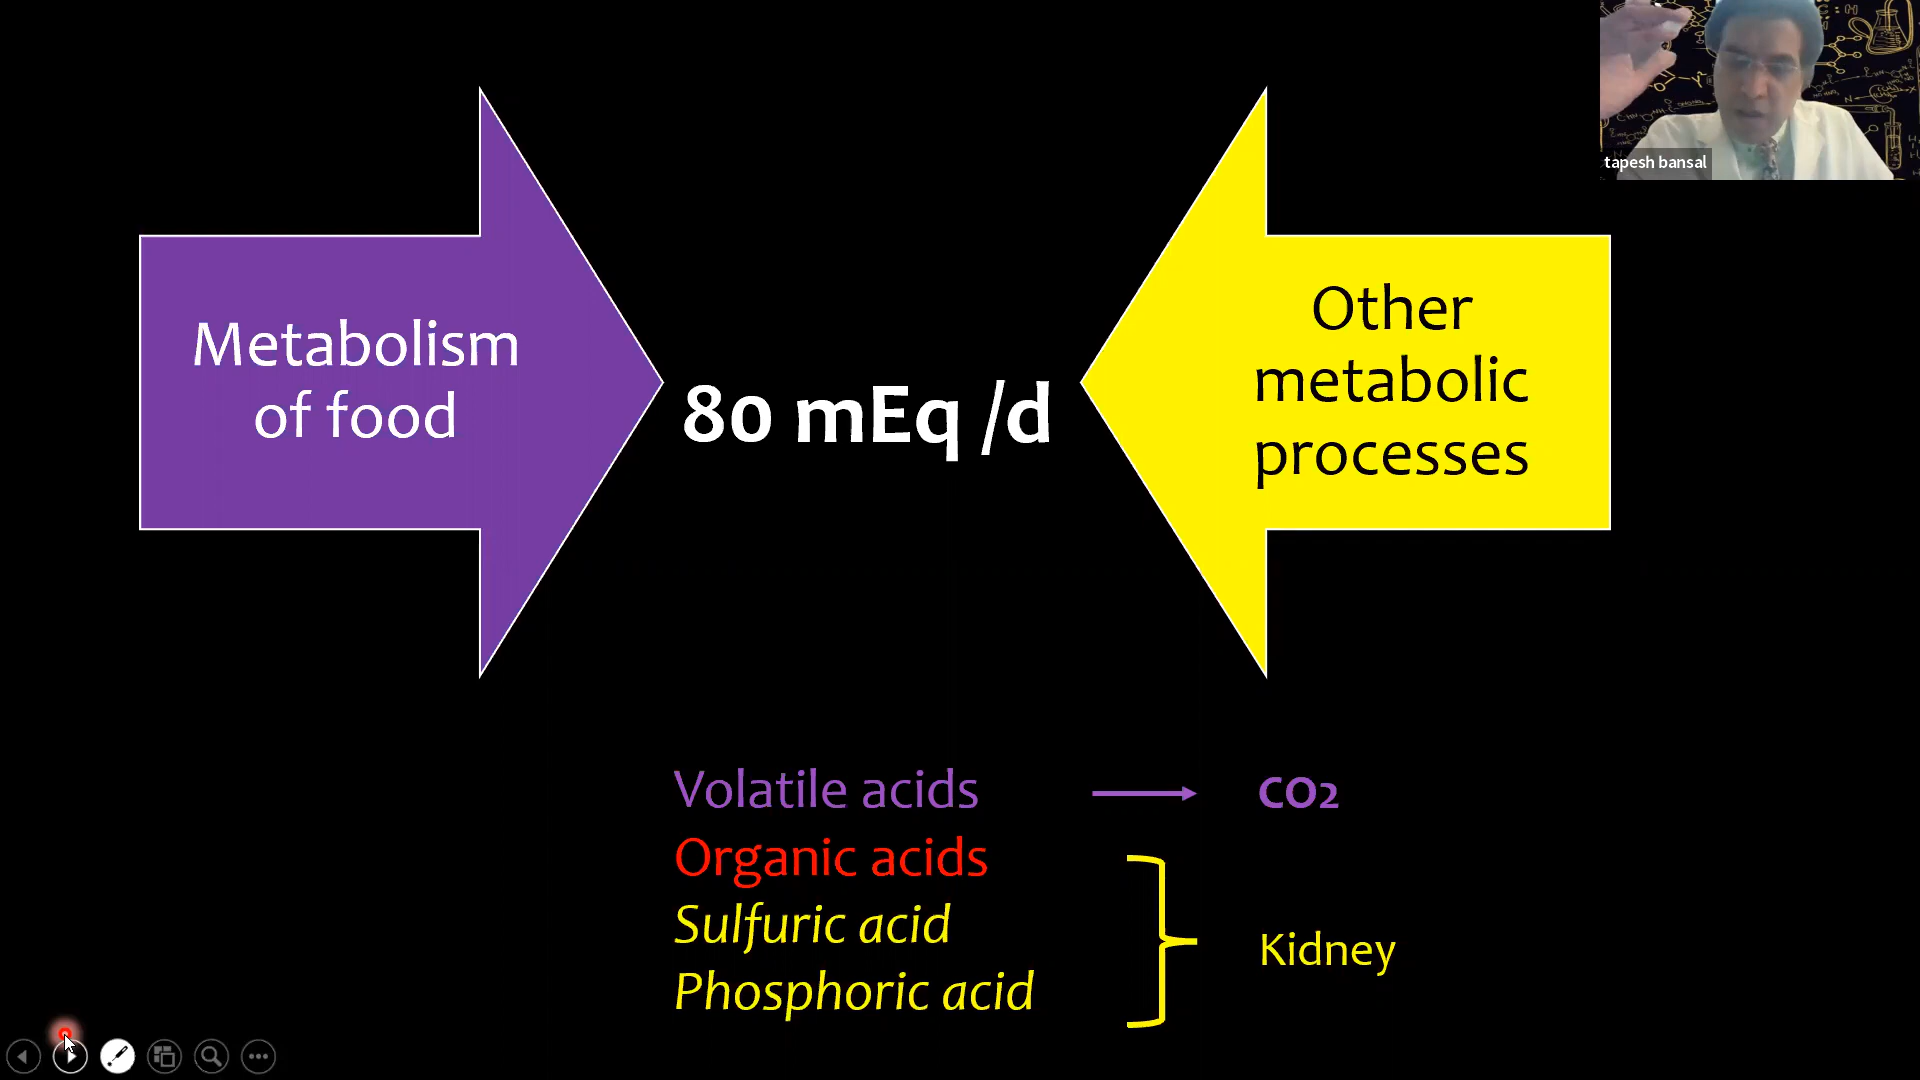 tapesh bansal
Metabolism
of food
80 mEq /d
Other
metabolic
processes
Volatile acids
CO2
Organic acids
Sulfuric acid
Kidney
Phosphoric acid